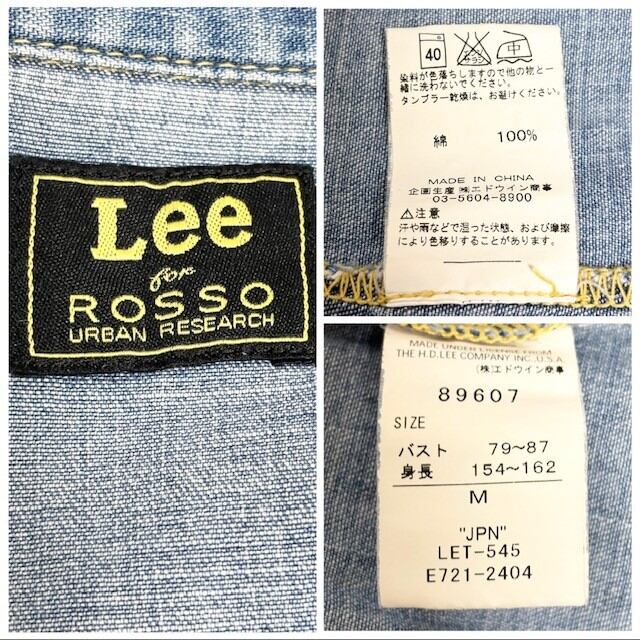 Lee
for
ROSSO
URBAN RESEARCH
40
中
染料が色落ちしますので他の物と一
緒に洗わないでください。
タンブラー乾燥は、お避けください。
綿 100%
MADE IN CHINA
企画生産 ㈱エドウイン商事
03-5604-8900
⚠注意
汗や雨などで湿った状態、および摩擦
により色移りすることがあります。
MADE UNDER LICENSE FROM
THE H.D.LEE COMPANY INC.,U.S.A.
(株)エドウイン商事
89607
SIZE
バスト 79~87
身長 154~162
M
"JPN"
LET-545
E721-2404